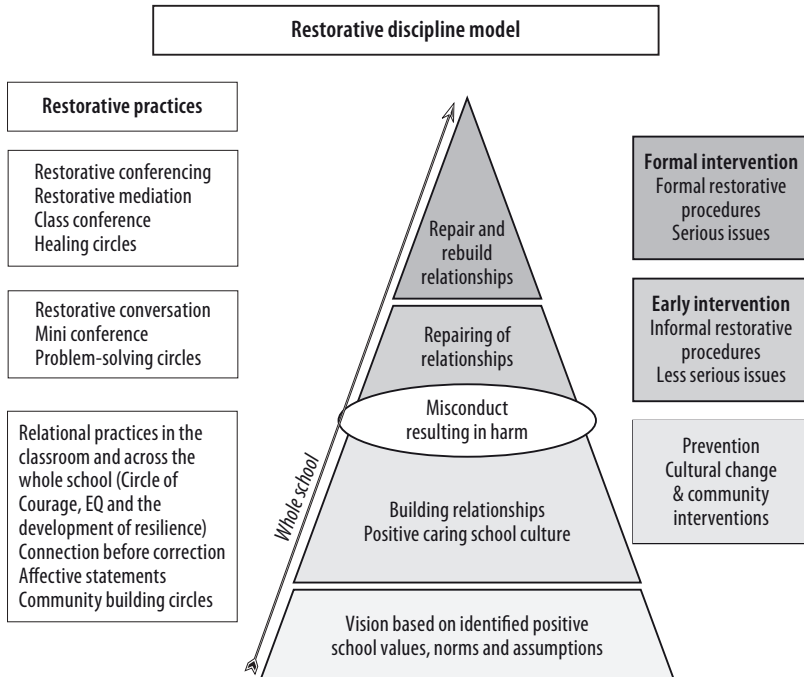 Restorative discipline model
Restorative practices
Restorative conferencing
Restorative mediation
Class conference
Healing circles
Restorative conversation
Mini conference
Problem-solving circles
Relational practices in the
classroom and across the
whole school (Circle of
Courage, EQ and the
development of resilience)
Connection before correction
Affective statements
Community building circles
Whole school
Repair and
rebuild
relationships
Repairing of
relationships
Misconduct
resulting in harm
Building relationships
Positive caring school culture
Vision based on identified positive
school values, norms and assumptions
Formal intervention
Formal restorative
procedures
Serious issues
Early intervention
Informal restorative
procedures
Less serious issues
Prevention
Cultural change
& community
interventions